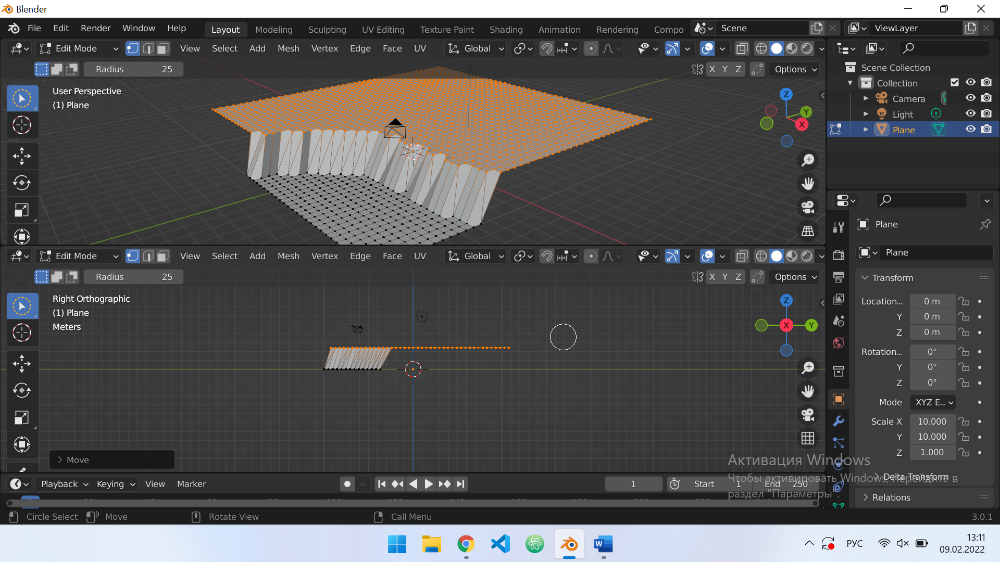 Blender
File Edit Render Window Help Layout Modeling Sculpting UV Editing Texture Paint Shading Animation Rendering Compo Scene ViewLayer
Edit Mode View Select Add Mesh Vertex Edge Face UV Global
Radius 25 X Y Z Options
User Perspective
(1) Plane
Z
Y
X
Scene Collection
Collection
Camera
Light
Plane
Plane
Plane
Edit Mode View Select Add Mesh Vertex Edge Face UV Global
Radius 25 X Y Z Options
Right Orthographic
(1) Plane
Meters
Z
X Y
Move
Transform
Location... 0 m
Y 0 m
Z 0 m
Rotation... 0°
Y 0°
Z 0°
Mode XYZ E...
Scale X 10.000
Y 10.000
Z 1.000
Delta Transform
Relations
Активация Windows
Чтобы активировать Windows, перейдите в
раздел "Параметры".
Playback Keying View Marker 1 Start 1 End 250
Circle Select Move Rotate View Call Menu 3.0.1
W РУС 13:11
09.02.2022